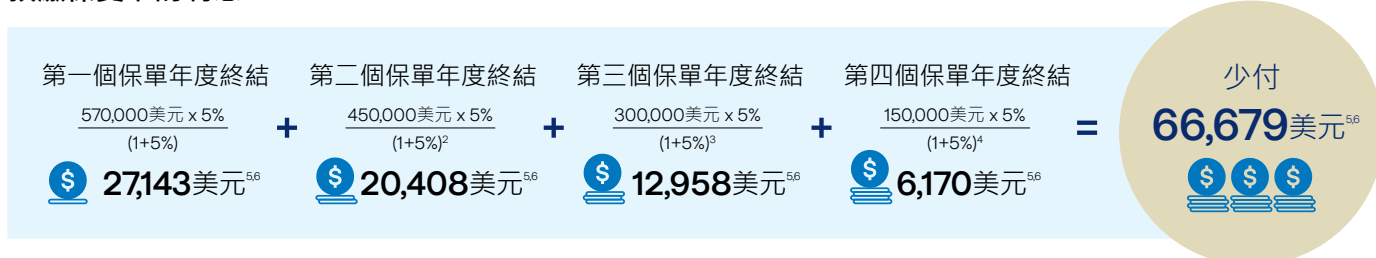 第一個保單年度終結
570,000美元 x 5%
(1+5%)
27,143美元5,6
+
第二個保單年度終結
450,000美元 x 5%
(1+5%)²
20,408美元5,6
+
第三個保單年度終結
300,000美元 x 5%
(1+5%)³
12,958美元5,6
+
第四個保單年度終結
150,000美元 x 5%
(1+5%)⁴
6,170美元5,6
=
少付
66,679美元5,6